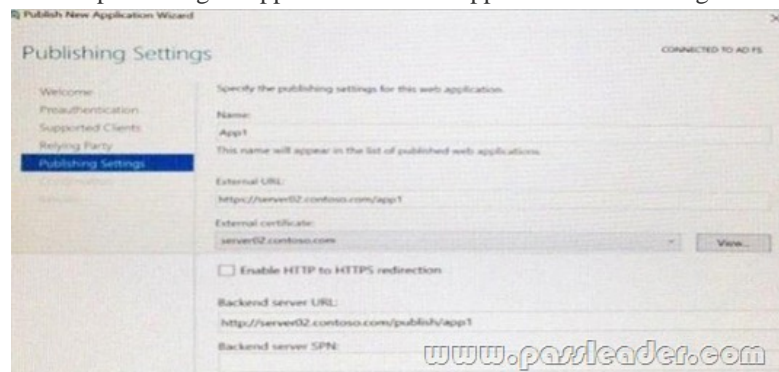 Publish New Application Wizard
Publishing Settings
CONNECTED TO AD FS
Welcome
Preauthentication
Supported Clients
Relying Party
Publishing Settings
Specify the publishing settings for this web application.
Name:
App1
This name will appear in the list of published web applications.
External URL:
https://server02.contoso.com/app1
External certificate:
server02.contoso.com
View...
Enable HTTP to HTTPS redirection
Backend server URL:
http://server02.contoso.com/publish/app1
Backend server SPN:
www.passleader.com